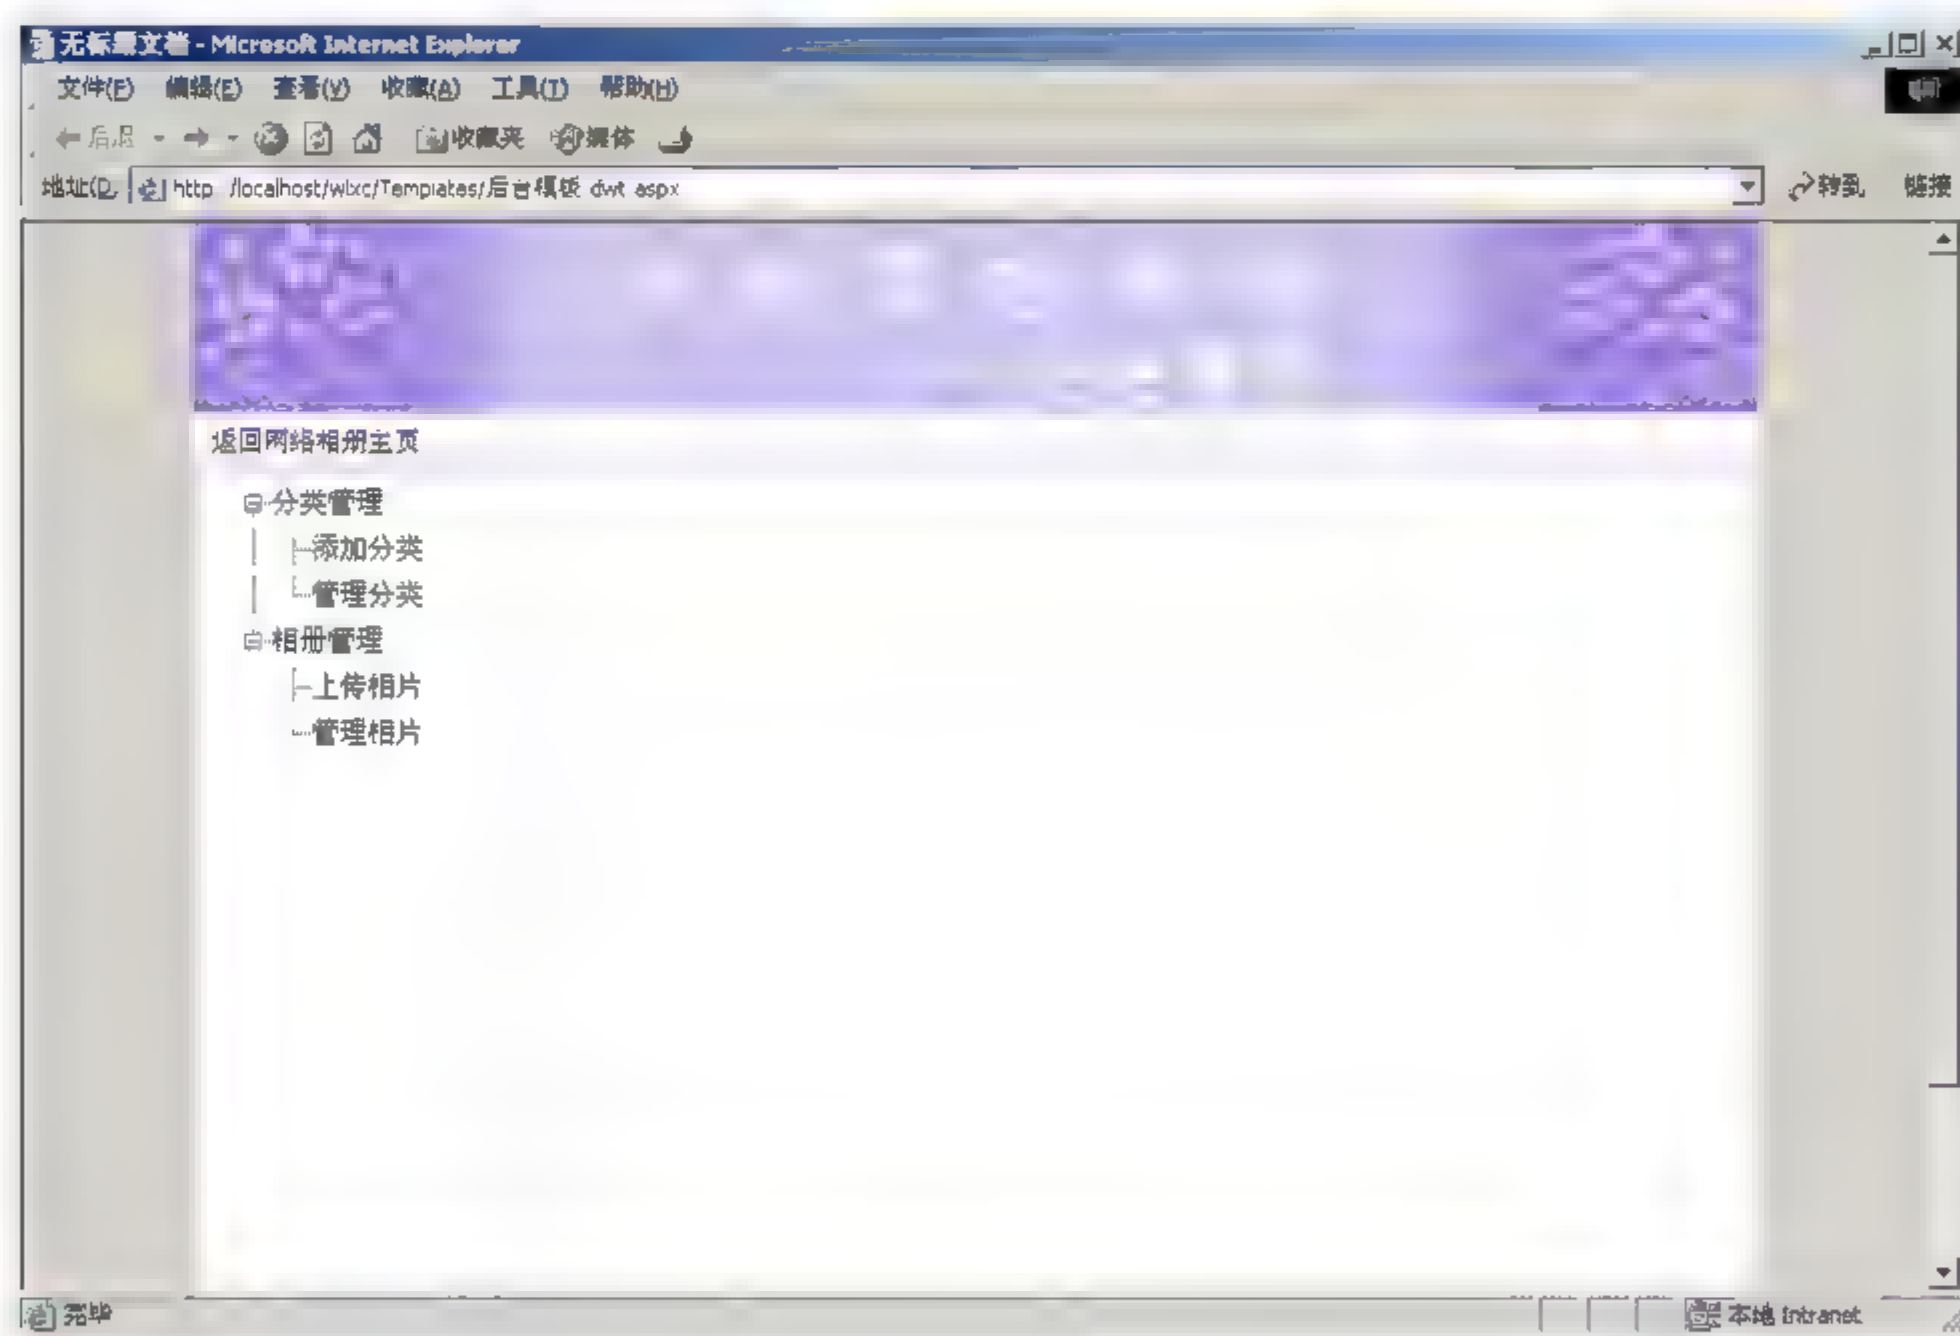 无标题文档 - Microsoft Internet Explorer
文件(F) 编辑(E) 查看(V) 收藏(A) 工具(T) 帮助(H)
后退 收藏夹 媒体
地址(D) http //localhost/wlxc/Templates/后台模板 dwt aspx 转到 链接
返回网络相册主页
分类管理
添加分类
管理分类
相册管理
上传相片
管理相片
完毕 本地 Intranet